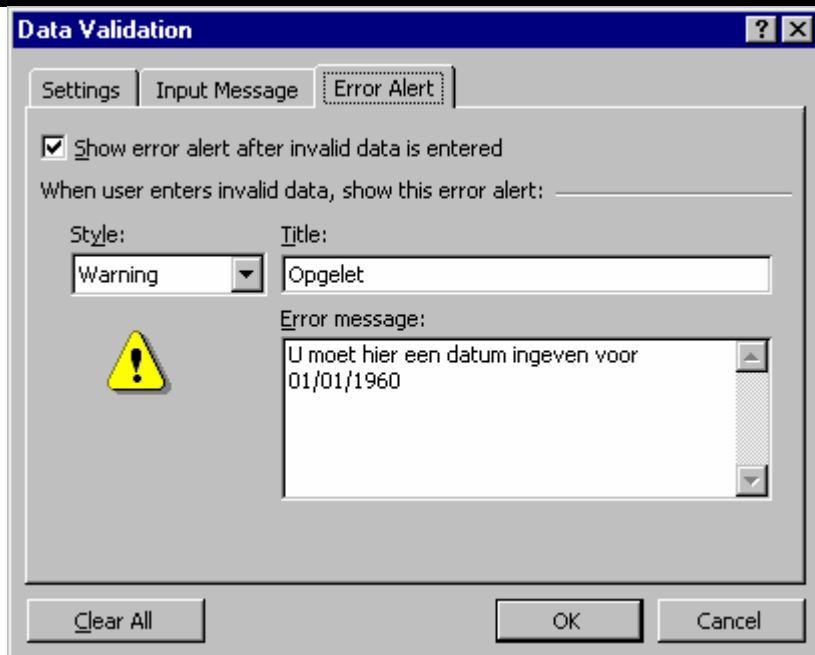 Data Validation
Settings Input Message Error Alert
Show error alert after invalid data is entered
When user enters invalid data, show this error alert:
Style: Title:
Warning Opgelet
Error message:
U moet hier een datum ingeven voor
01/01/1960
Clear All OK Cancel